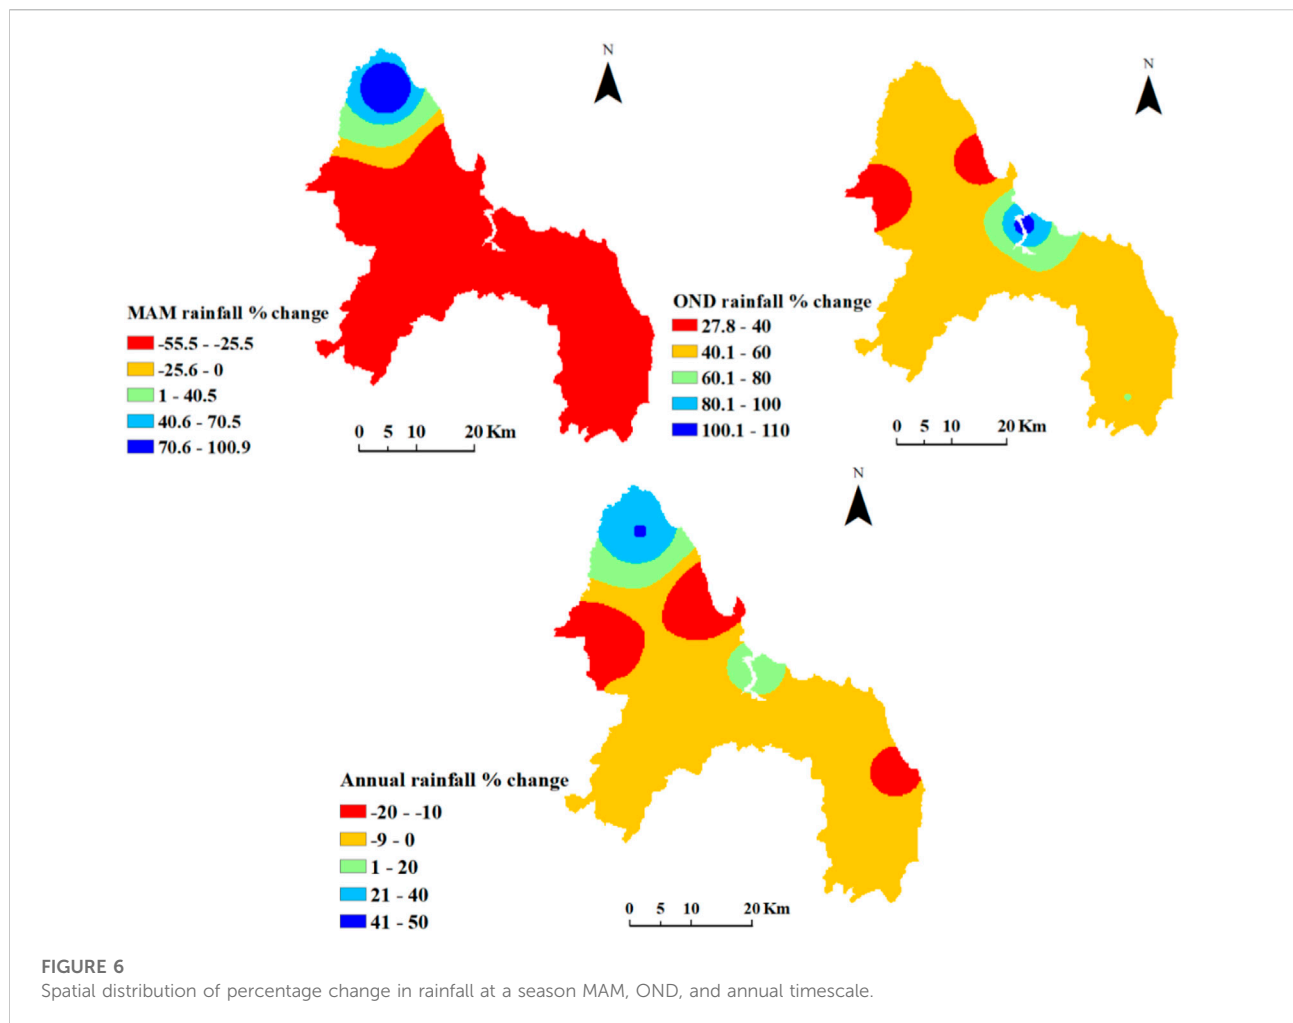 N
MAM rainfall % change
-55.5 - -25.5
-25.6 - 0
1 - 40.5
40.6 - 70.5
70.6 - 100.9
0 5 10 20 Km
N
OND rainfall % change
27.8 - 40
40.1 - 60
60.1 - 80
80.1 - 100
100.1 - 110
0 5 10 20 Km
N
Annual rainfall % change
-20 - -10
-9 - 0
1 - 20
21 - 40
41 - 50
0 5 10 20 Km
FIGURE 6
Spatial distribution of percentage change in rainfall at a season MAM, OND, and annual timescale.